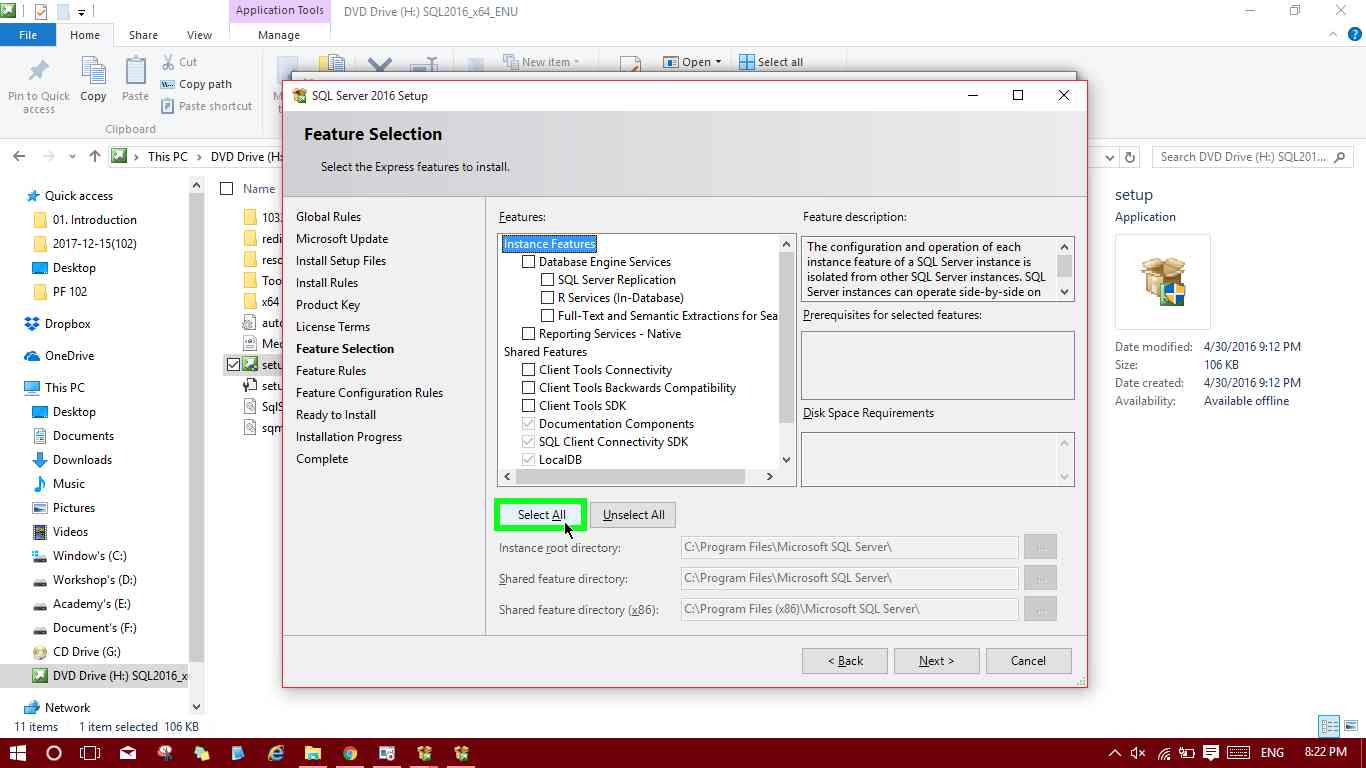 Application Tools
DVD Drive (H:) SQL2016_x64_ENU
File
Home
Share
View
Manage
Pin to Quick access
Copy
Paste
Cut
Copy path
Paste shortcut
Clipboard
New item
Open
Select all
This PC
DVD Drive (H:
Search DVD Drive (H:) SQL201...
Quick access
01. Introduction
2017-12-15(102)
Desktop
PF 102
Dropbox
OneDrive
This PC
Desktop
Documents
Downloads
Music
Pictures
Videos
Window's (C:)
Workshop's (D:)
Academy's (E:)
Document's (F:)
CD Drive (G:)
DVD Drive (H:) SQL2016_x
Network
Name
103
redi
reso
Too
x64
auto
Me
setu
setu
SqlS
sqm
SQL Server 2016 Setup
Feature Selection
Select the Express features to install.
Global Rules
Microsoft Update
Install Setup Files
Install Rules
Product Key
License Terms
Feature Selection
Feature Rules
Feature Configuration Rules
Ready to Install
Installation Progress
Complete
Features:
Instance Features
Database Engine Services
SQL Server Replication
R Services (In-Database)
Full-Text and Semantic Extractions for Sea
Reporting Services - Native
Shared Features
Client Tools Connectivity
Client Tools Backwards Compatibility
Client Tools SDK
Documentation Components
SQL Client Connectivity SDK
LocalDB
Feature description:
The configuration and operation of each
instance feature of a SQL Server instance is
isolated from other SQL Server instances. SQL
Server instances can operate side-by-side on
Prerequisites for selected features:
Disk Space Requirements
Select All
Unselect All
Instance root directory:
C:\Program Files\Microsoft SQL Server\
...
Shared feature directory:
C:\Program Files\Microsoft SQL Server\
...
Shared feature directory (x86):
C:\Program Files (x86)\Microsoft SQL Server\
...
< Back
Next >
Cancel
setup
Application
Date modified: 4/30/2016 9:12 PM
Size: 106 KB
Date created: 4/30/2016 9:12 PM
Availability: Available offline
11 items
1 item selected 106 KB
ENG
8:22 PM